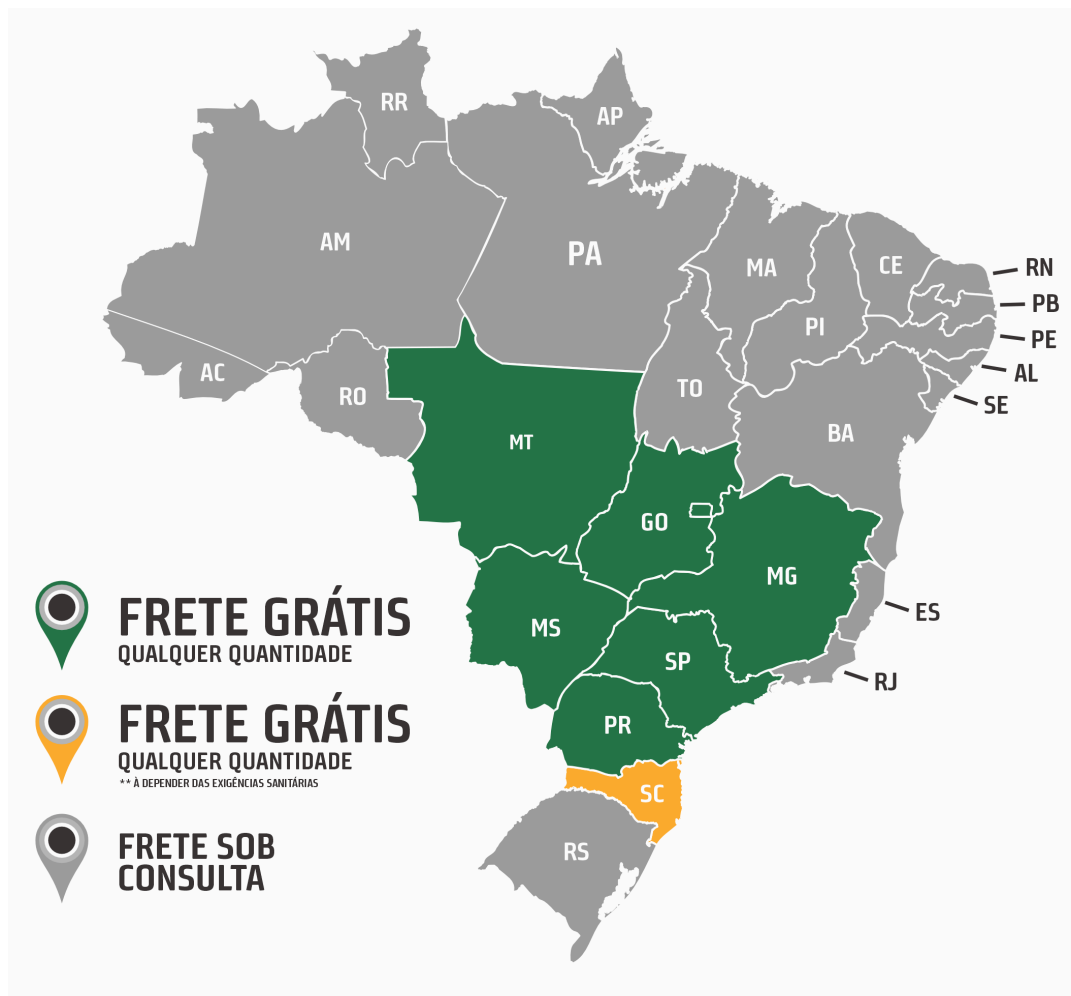 RR
AP
AM
PA
MA
CE
RN
PB
PI
PE
AC
RO
TO
AL
SE
MT
BA
GO
MG
MS
ES
SP
RJ
PR
SC
RS
FRETE GRÁTIS
QUALQUER QUANTIDADE
FRETE GRÁTIS
QUALQUER QUANTIDADE
** À DEPENDER DAS EXIGÊNCIAS SANITÁRIAS
FRETE SOB
CONSULTA